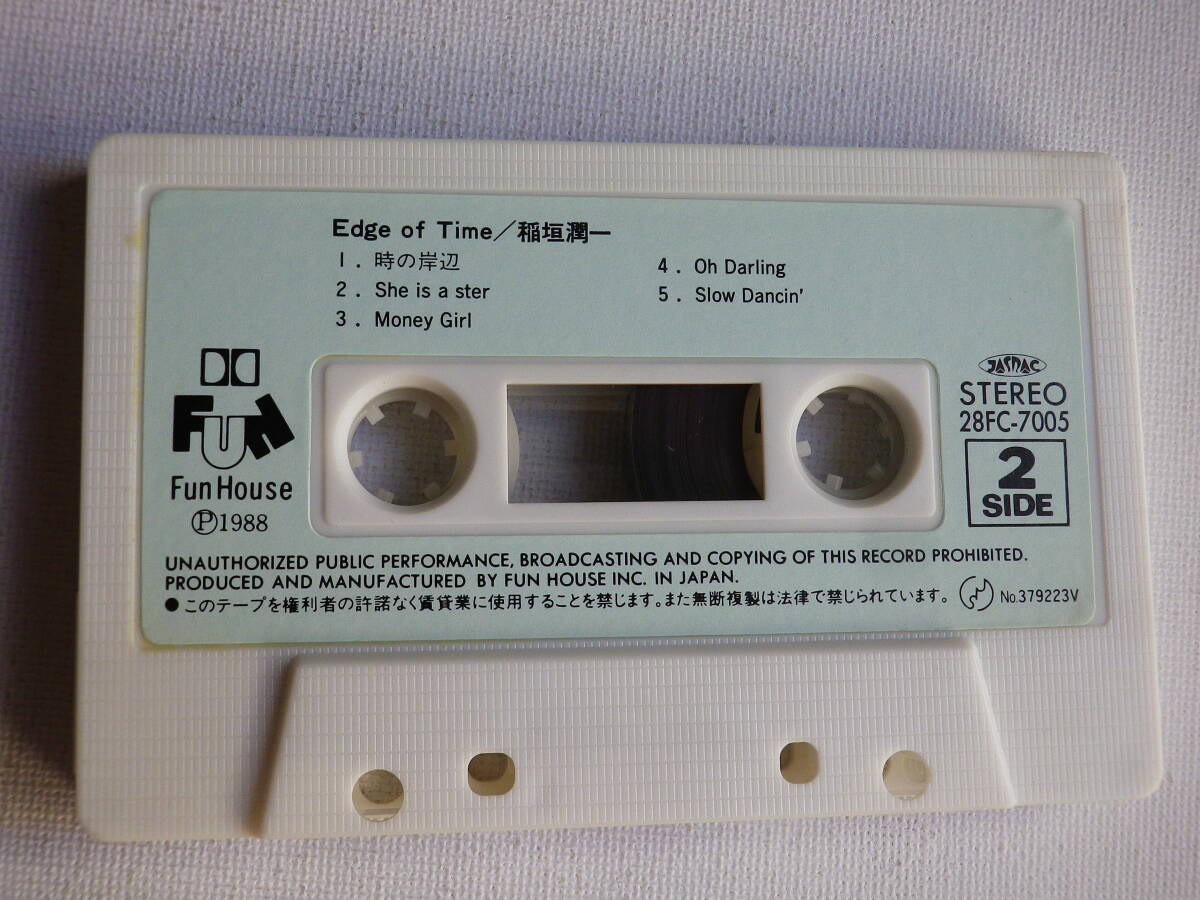 Edge of Time／稲垣潤一
1. 時の岸辺
2. She is a ster
3. Money Girl
4. Oh Darling
5. Slow Dancin'
FUN
Fun House
Ⓟ1988
JASRAC
STEREO
28FC-7005
2
SIDE
UNAUTHORIZED PUBLIC PERFORMANCE, BROADCASTING AND COPYING OF THIS RECORD PROHIBITED.
PRODUCED AND MANUFACTURED BY FUN HOUSE INC. IN JAPAN.
●このテープを権利者の許諾なく賃貸業に使用することを禁じます。また無断複製は法律で禁じられています。
No.379223V